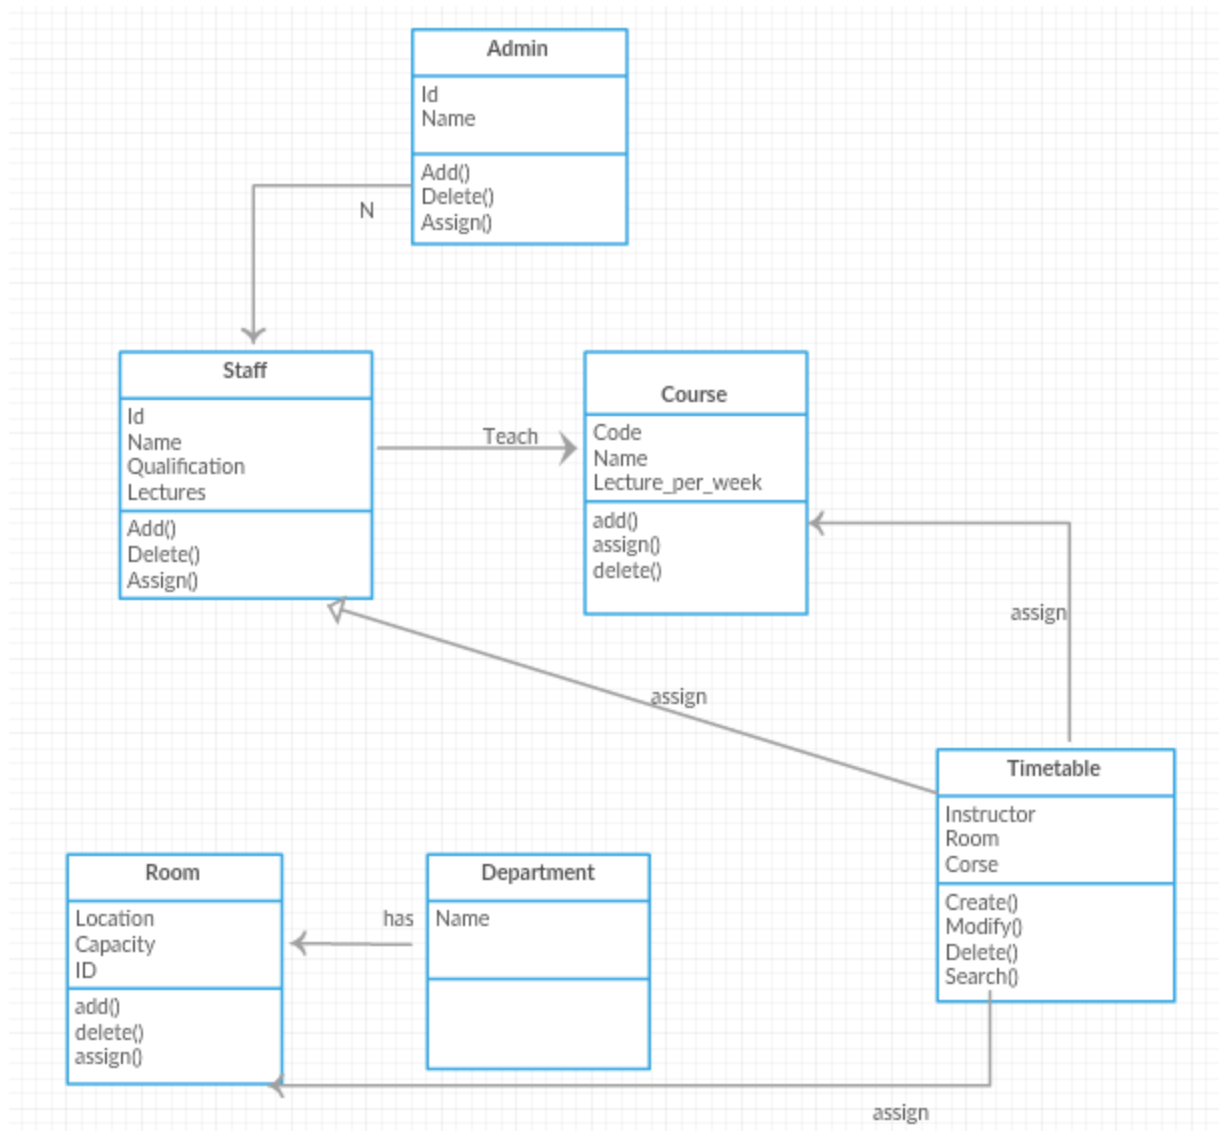 Admin
Id
Name
Add()
Delete()
Assign()
N
Staff
Id
Name
Qualification
Lectures
Add()
Delete()
Assign()
Teach
Course
Code
Name
Lecture_per_week
add()
assign()
delete()
assign
assign
Timetable
Instructor
Room
Corse
Create()
Modify()
Delete()
Search()
Room
Location
Capacity
ID
add()
delete()
assign()
has
Department
Name
assign